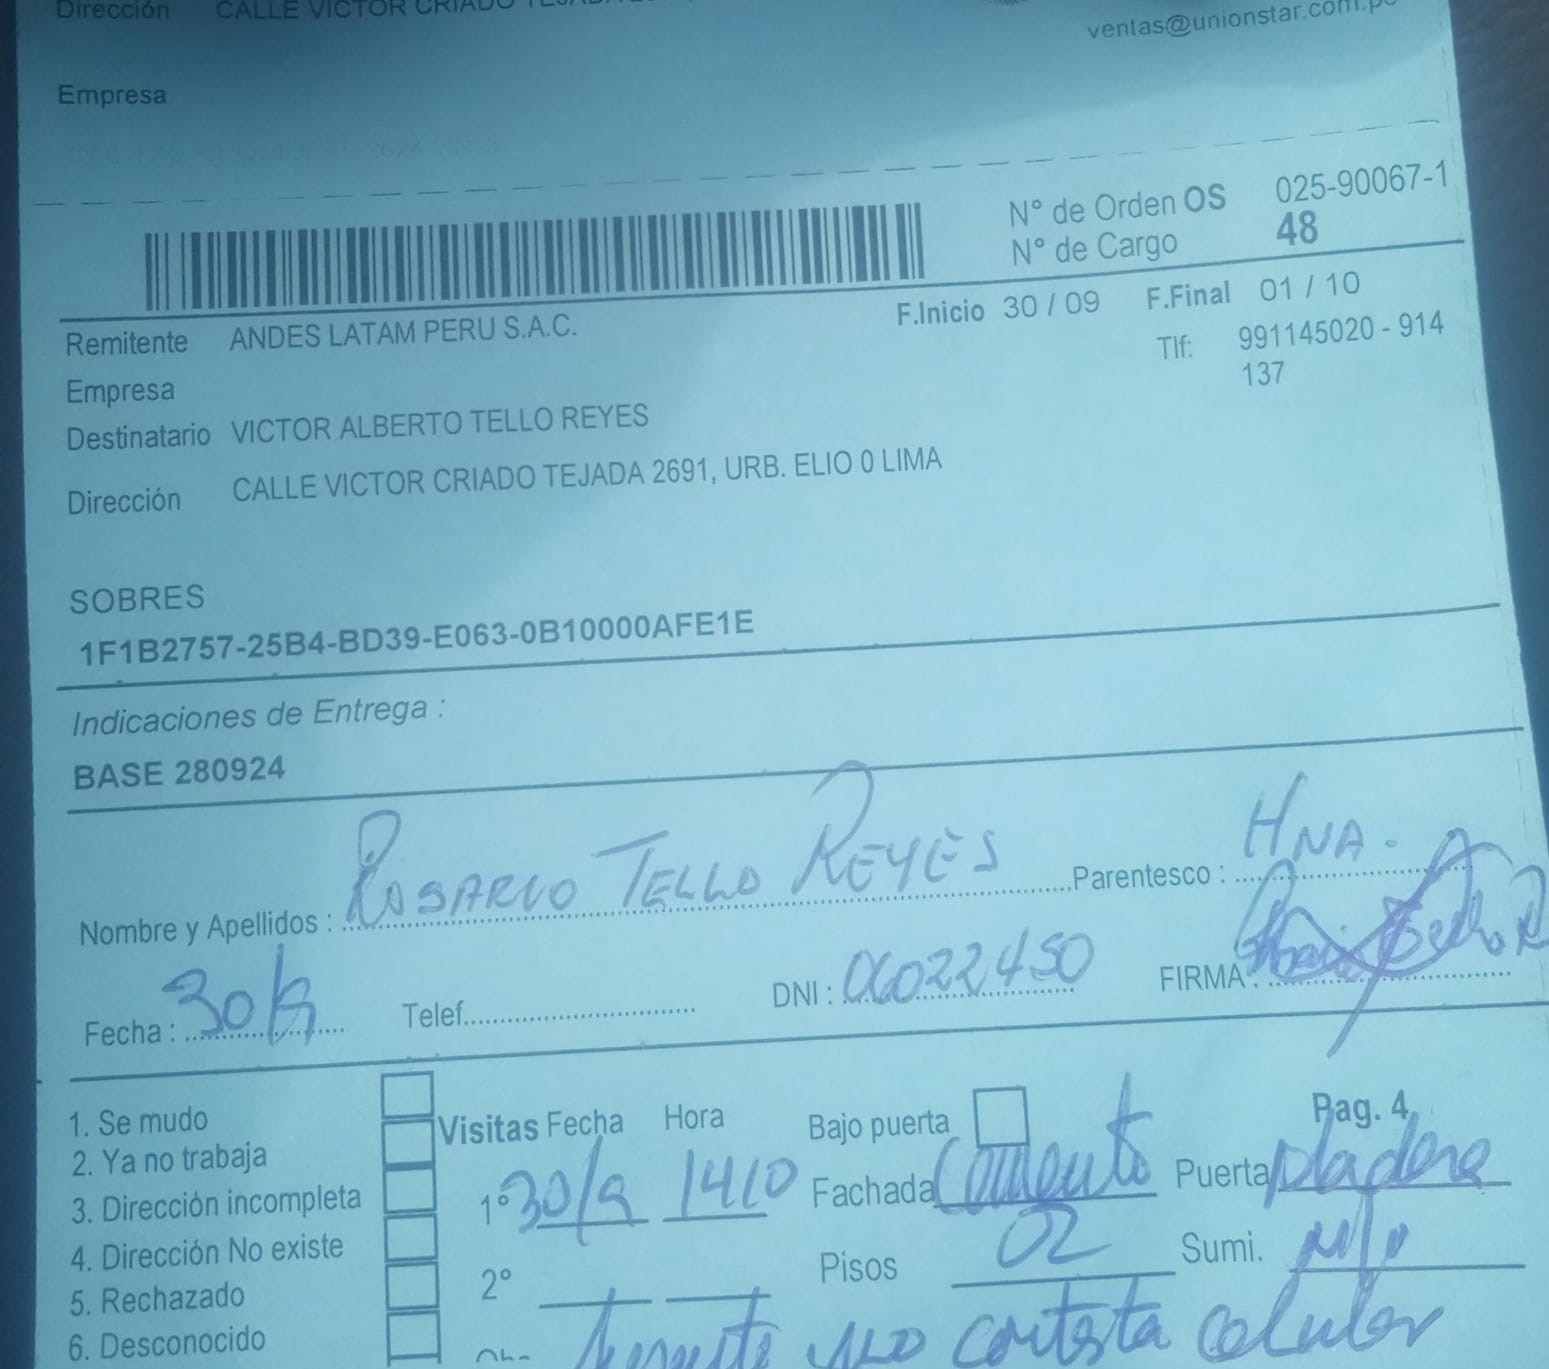 Dirección CALLE VICTOR CRIADO
ventas@unionstar.com.pe
Empresa
N° de Orden OS 025-90067-1
N° de Cargo 48
F.Inicio 30 / 09 F.Final 01 / 10
Remitente ANDES LATAM PERU S.A.C.
Tlf: 991145020 - 914
137
Empresa
Destinatario VICTOR ALBERTO TELLO REYES
Dirección CALLE VICTOR CRIADO TEJADA 2691, URB. ELIO 0 LIMA
SOBRES
1F1B2757-25B4-BD39-E063-0B10000AFE1E
Indicaciones de Entrega :
BASE 280924
Nombre y Apellidos : ROSARIO TELLO REYES Parentesco : HNA.
Fecha : 30/9 Telef. DNI : 06022450 FIRMA :
1. Se mudo
2. Ya no trabaja
3. Dirección incompleta
4. Dirección No existe
5. Rechazado
6. Desconocido
Visitas Fecha Hora Bajo puerta Pag. 4
1° 30/9 1410 Fachada Puerta
2° Pisos 02 Sumi.
contesta celular